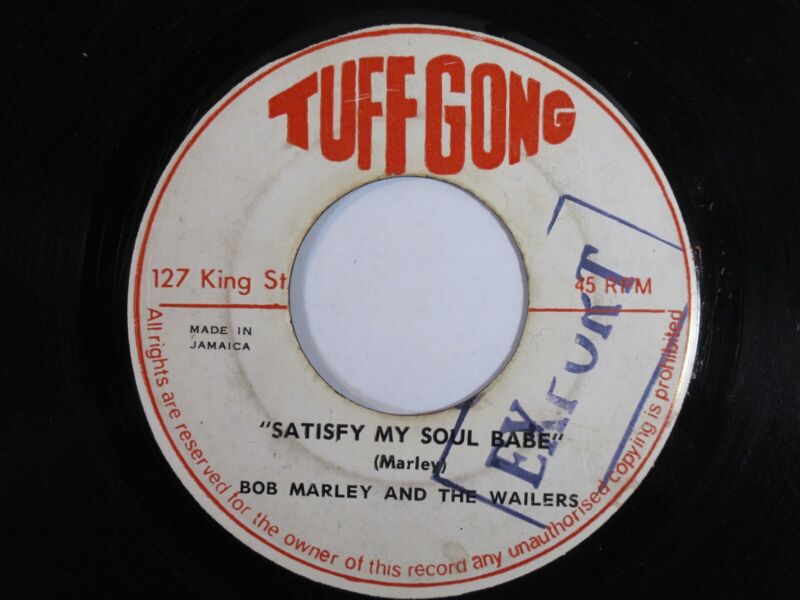 TUFF GONG
127 King St
45 RPM
MADE IN
JAMAICA
EXPORT
"SATISFY MY SOUL BABE"
(Marley)
BOB MARLEY AND THE WAILERS
All rights are reserved for the owner of this record any unauthorised copying is prohibited